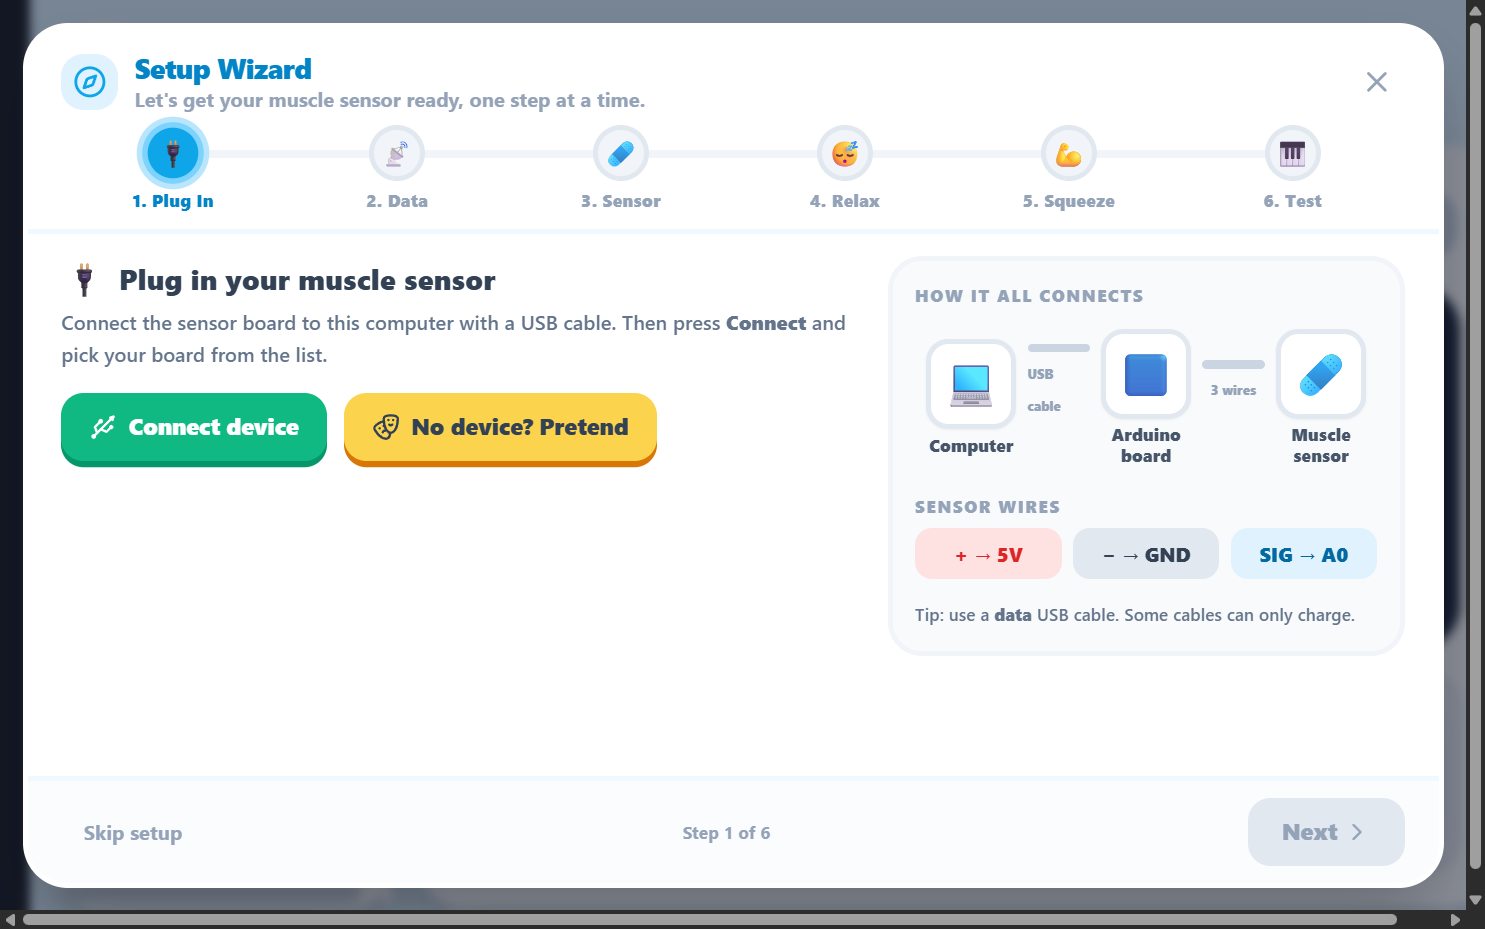 Setup Wizard
Let's get your muscle sensor ready, one step at a time.
1. Plug In
2. Data
3. Sensor
4. Relax
5. Squeeze
6. Test
Plug in your muscle sensor
Connect the sensor board to this computer with a USB cable. Then press Connect and
pick your board from the list.
Connect device
No device? Pretend
HOW IT ALL CONNECTS
USB
cable
3 wires
Computer
Arduino
board
Muscle
sensor
SENSOR WIRES
+ → 5V
− → GND
SIG → A0
Tip: use a data USB cable. Some cables can only charge.
Skip setup
Step 1 of 6
Next